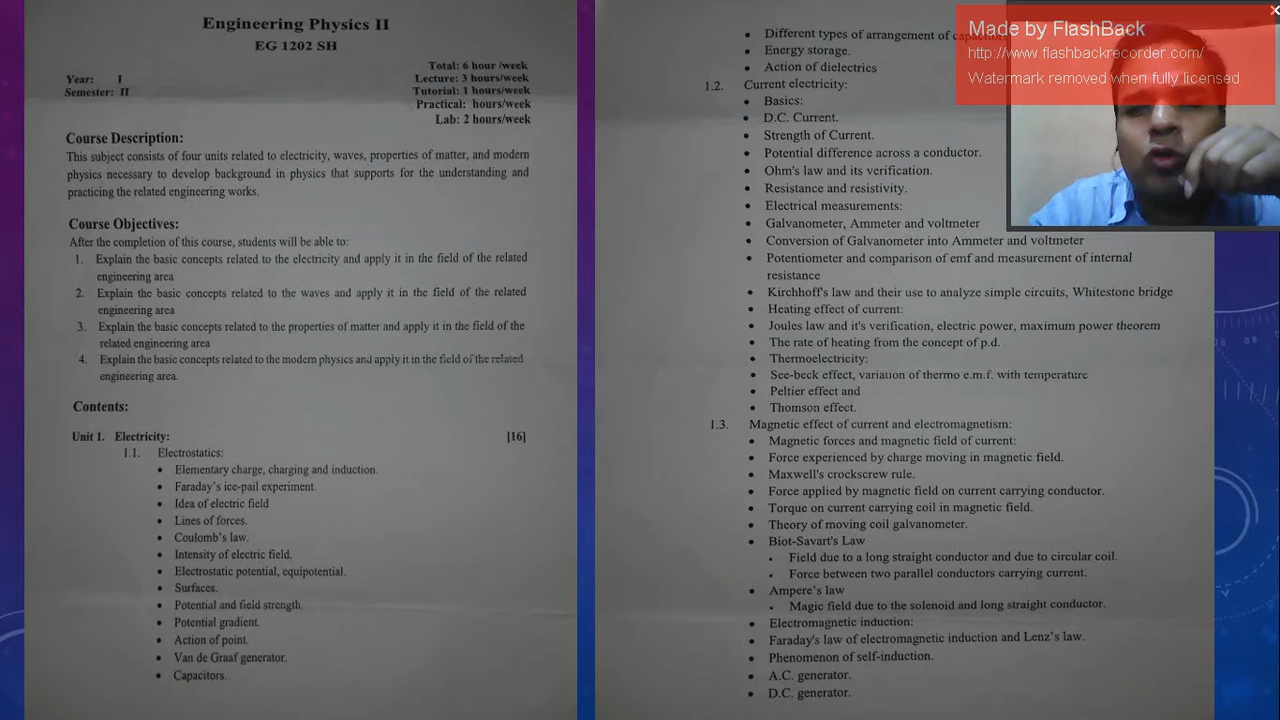 Engineering Physics II
EG 1202 SH
Total: 6 hour /week
Year: I
Lecture: 3 hours/week
Semester: II
Tutorial: 1 hours/week
Practical: hours/week
Lab: 2 hours/week
Course Description:
This subject consists of four units related to electricity, waves, properties of matter, and modern
physics necessary to develop background in physics that supports for the understanding and
practicing the related engineering works.
Course Objectives:
After the completion of this course, students will be able to:
1. Explain the basic concepts related to the electricity and apply it in the field of the related
engineering area
2. Explain the basic concepts related to the waves and apply it in the field of the related
engineering area
3. Explain the basic concepts related to the properties of matter and apply it in the field of the
related engineering area
4. Explain the basic concepts related to the modern physics and apply it in the field of the related
engineering area.
Contents:
Unit 1. Electricity: [16]
1.1. Electrostatics:
• Elementary charge, charging and induction.
• Faraday's ice-pail experiment.
• Idea of electric field
• Lines of forces.
• Coulomb's law.
• Intensity of electric field.
• Electrostatic potential, equipotential.
• Surfaces.
• Potential and field strength.
• Potential gradient.
• Action of point.
• Van de Graaf generator.
• Capacitors.
• Different types of arrangement of capacitors
• Energy storage.
• Action of dielectrics
1.2. Current electricity:
• Basics:
• D.C. Current.
• Strength of Current.
• Potential difference across a conductor.
• Ohm's law and its verification.
• Resistance and resistivity.
• Electrical measurements:
• Galvanometer, Ammeter and voltmeter
• Conversion of Galvanometer into Ammeter and voltmeter
• Potentiometer and comparison of emf and measurement of internal
resistance
• Kirchhoff's law and their use to analyze simple circuits, Whitestone bridge
• Heating effect of current:
• Joules law and it's verification, electric power, maximum power theorem
• The rate of heating from the concept of p.d.
• Thermoelectricity:
• See-beck effect, variation of thermo e.m.f. with temperature
• Peltier effect and
• Thomson effect.
1.3. Magnetic effect of current and electromagnetism:
• Magnetic forces and magnetic field of current:
• Force experienced by charge moving in magnetic field.
• Maxwell's crockscrew rule.
• Force applied by magnetic field on current carrying conductor.
• Torque on current carrying coil in magnetic field.
• Theory of moving coil galvanometer.
• Biot-Savart's Law
• Field due to a long straight conductor and due to circular coil.
• Force between two parallel conductors carrying current.
• Ampere's law
• Magic field due to the solenoid and long straight conductor.
• Electromagnetic induction:
• Faraday's law of electromagnetic induction and Lenz's law.
• Phenomenon of self-induction.
• A.C. generator.
• D.C. generator.
Made by FlashBack
http://www.flashbackrecorder.com/
Watermark removed when fully licensed
06 08